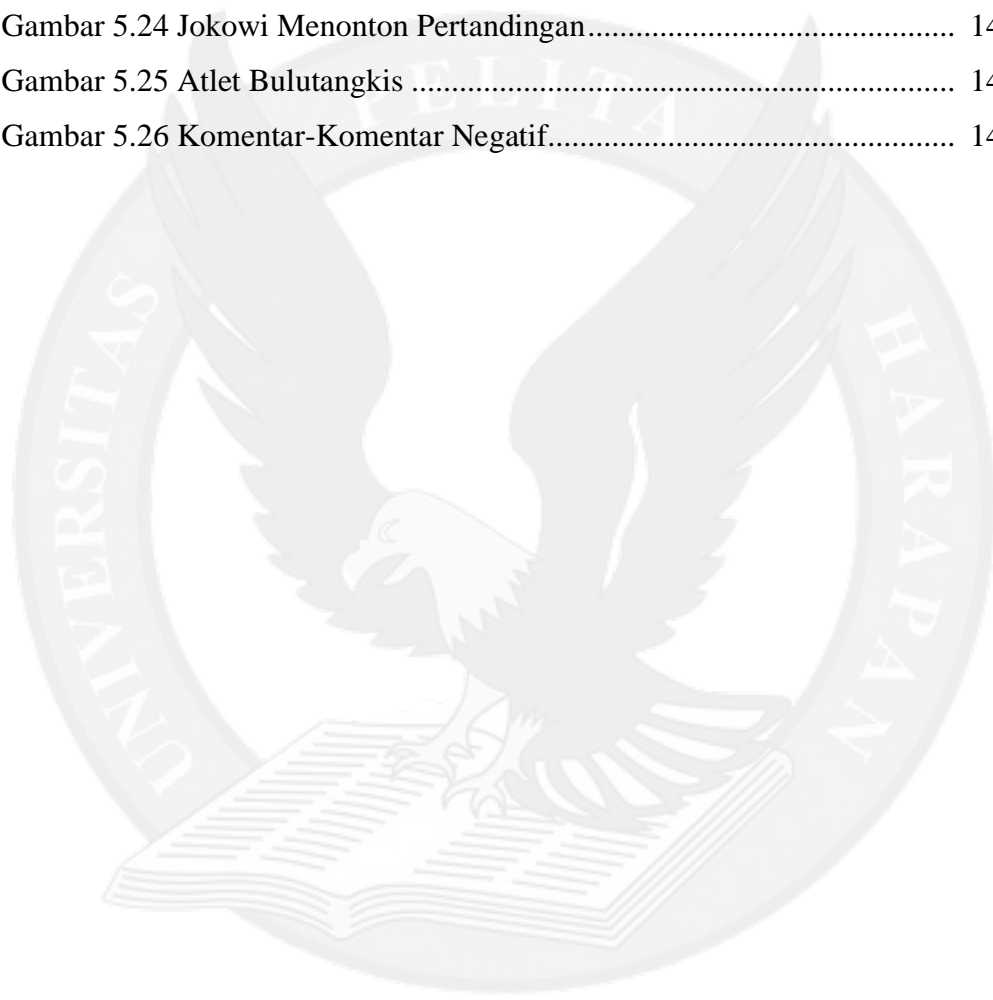 Gambar 5.24 Jokowi Menonton Pertandingan............................................ 14
Gambar 5.25 Atlet Bulutangkis ................................................................. 14
Gambar 5.26 Komentar-Komentar Negatif................................................. 14
UNIVERSITAS PELITA HARAPAN